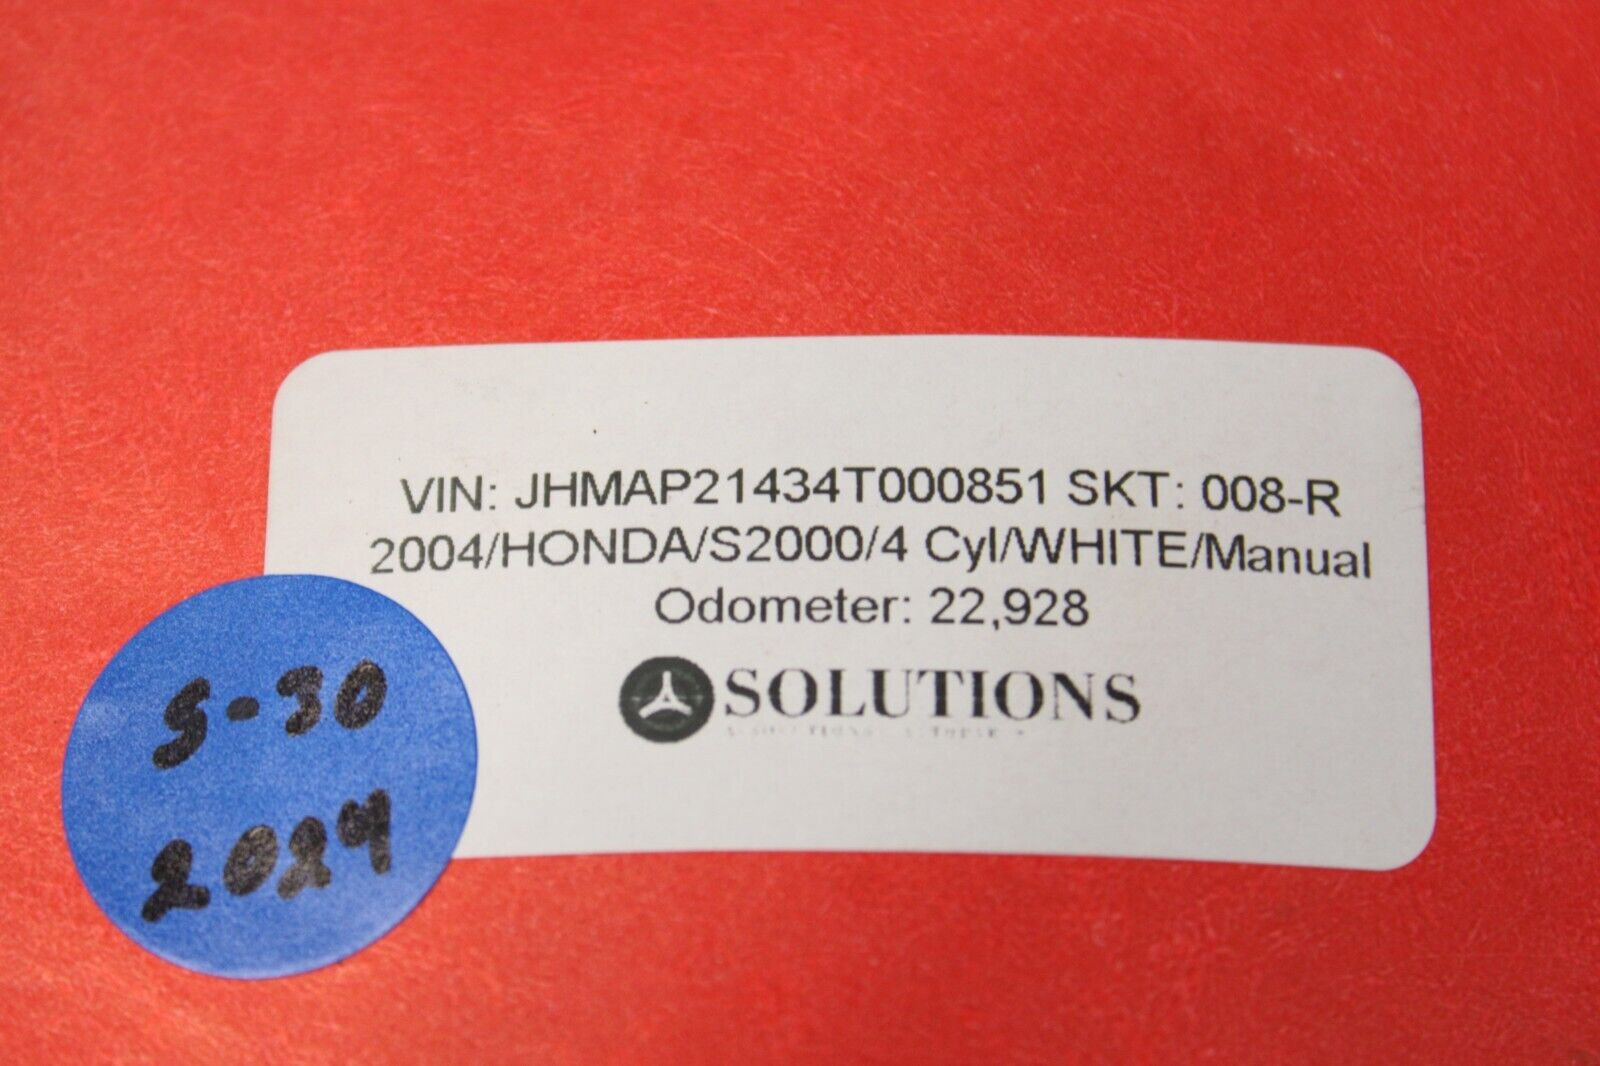 VIN: JHMAP21434T000851 SKT: 008-R
2004/HONDA/S2000/4 Cyl/WHITE/Manual
Odometer: 22,928
SOLUTIONS
5-30
2024